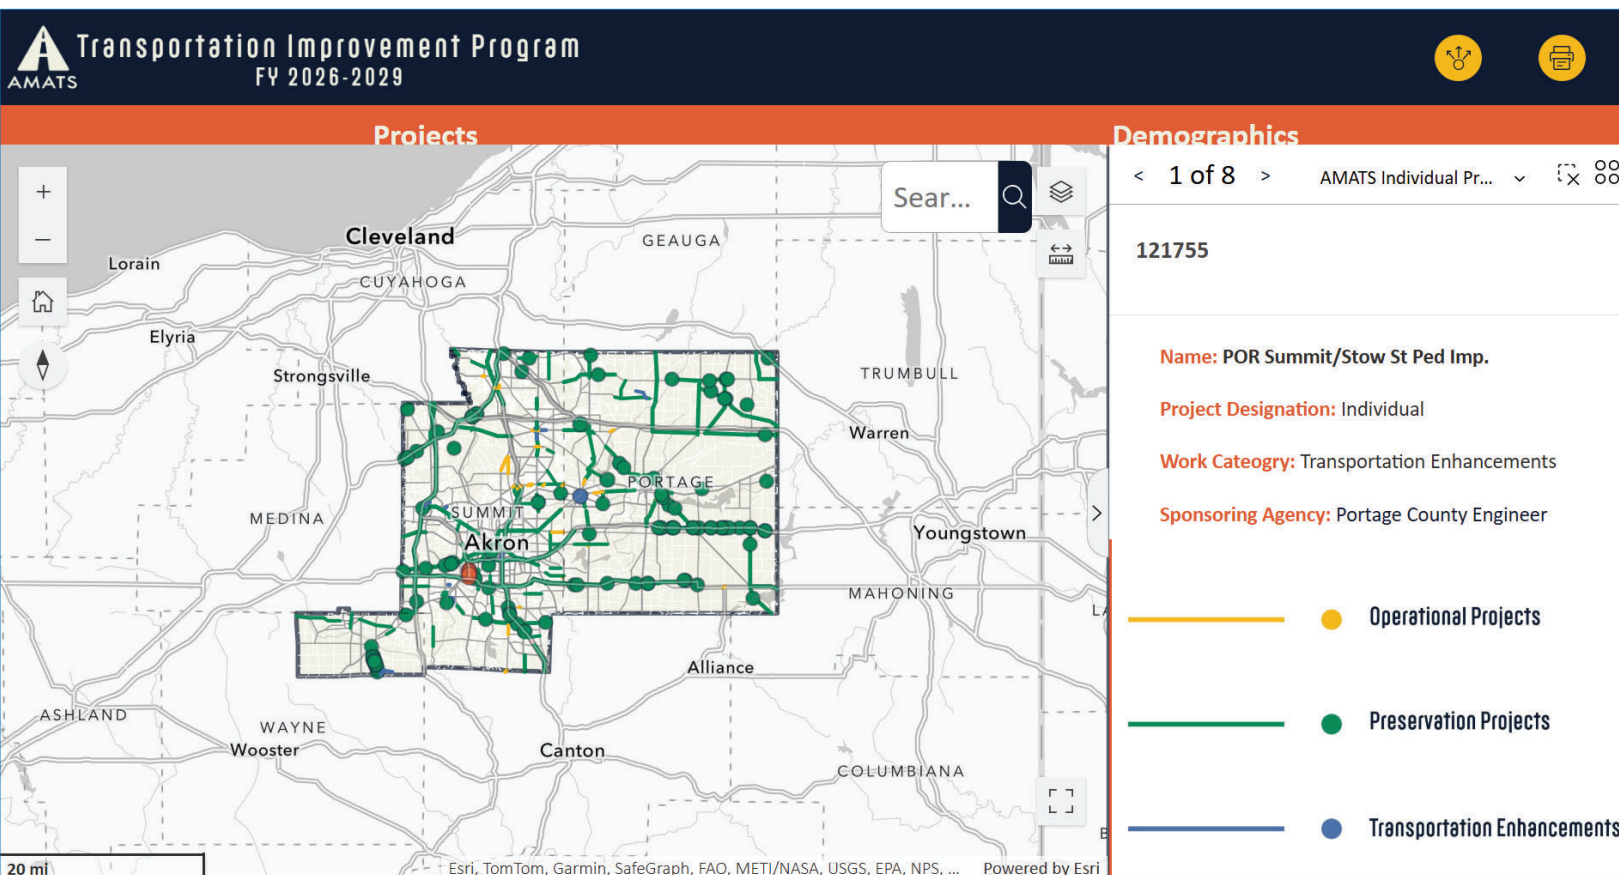 Transportation Improvement Program
FY 2026-2029
AMATS
Projects
Demographics
Sear...
1 of 8
AMATS Individual Pr...
121755
Name: POR Summit/Stow St Ped Imp.
Project Designation: Individual
Work Cateogry: Transportation Enhancements
Sponsoring Agency: Portage County Engineer
Operational Projects
Preservation Projects
Transportation Enhancements
Cleveland
GEAUGA
Lorain
CUYAHOGA
Elyria
Strongsville
TRUMBULL
Warren
PORTAGE
MEDINA
SUMMIT
Akron
Youngstown
MAHONING
Alliance
ASHLAND
WAYNE
Wooster
Canton
COLUMBIANA
20 mi
Esri, TomTom, Garmin, SafeGraph, FAO, METI/NASA, USGS, EPA, NPS, ...
Powered by Esri